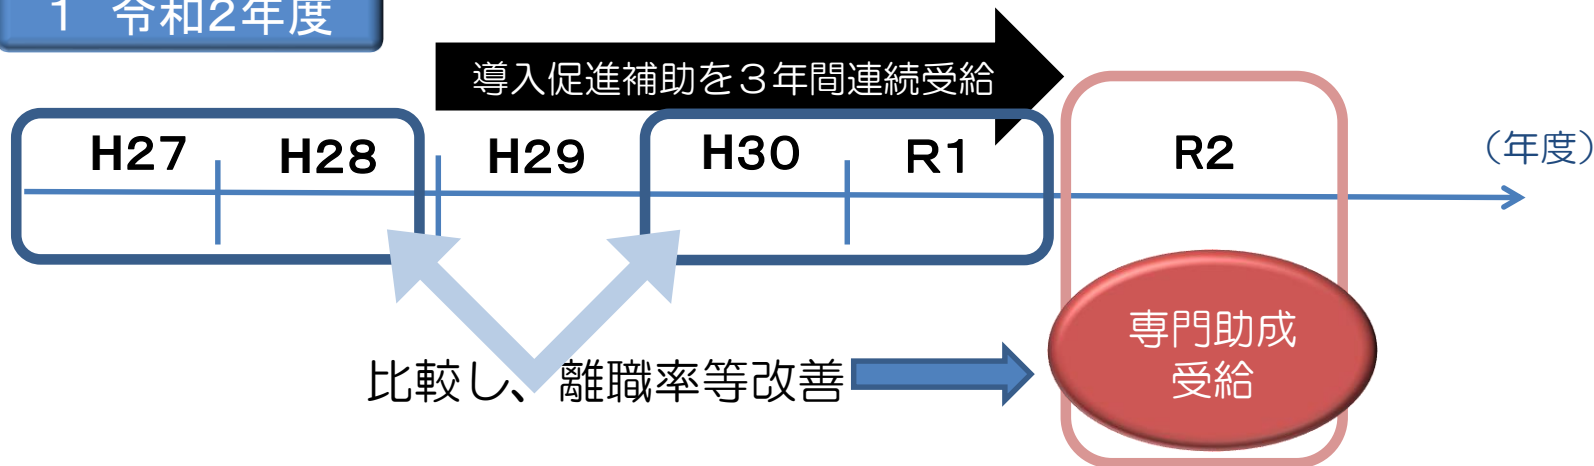 1 令和2年度
導入促進補助を３年間連続受給
H27 H28 H29 H30 R1 R2 （年度）
比較し、離職率等改善
専門助成
受給